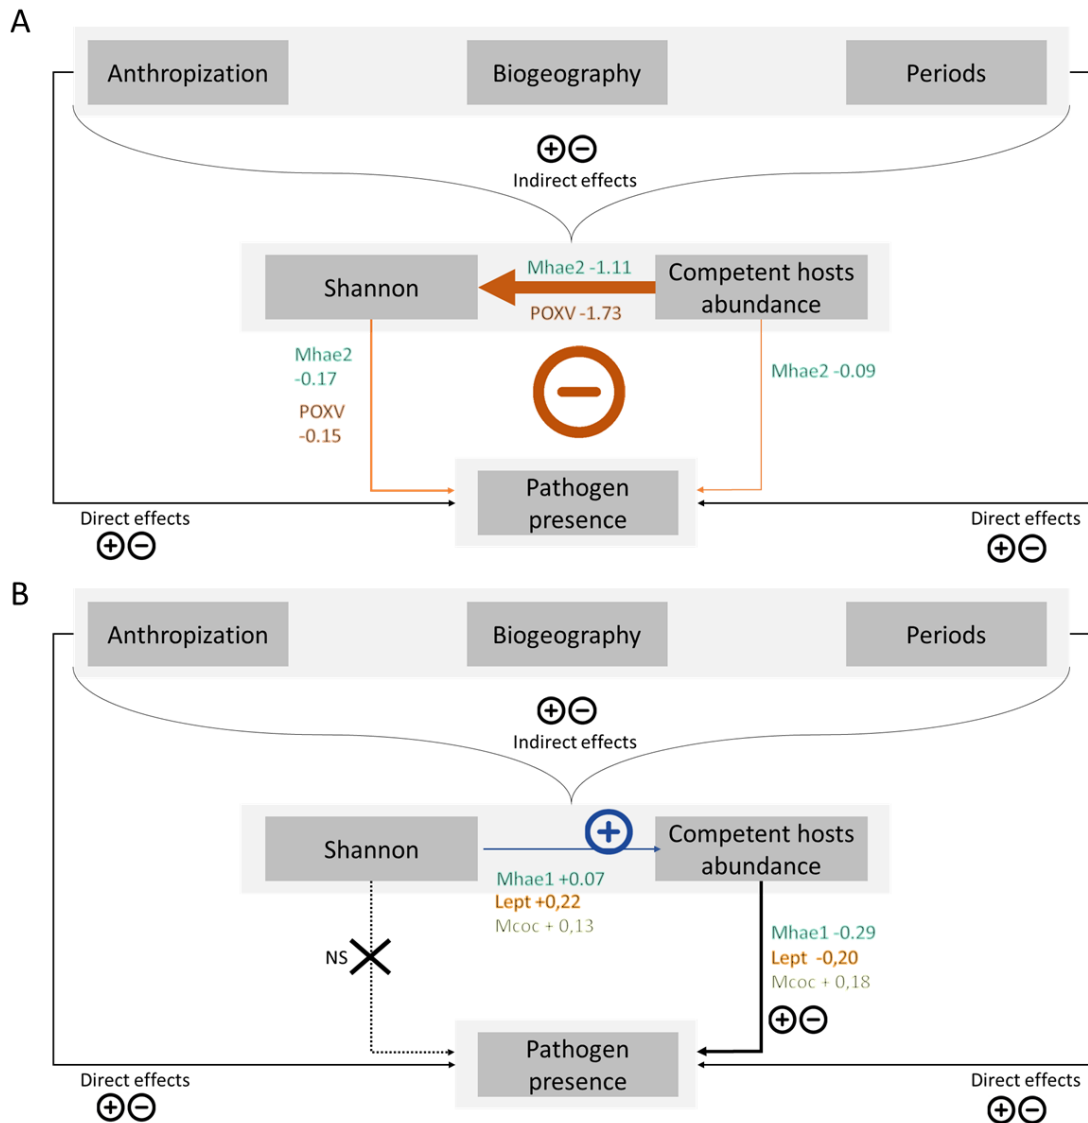 A
Anthropization
Biogeography
Periods
Indirect effects
Shannon
Mhae2 -1.11
POXV -1.73
Competent hosts
abundance
Mhae2
-0.17
POXV
-0.15
Mhae2 -0.09
Pathogen
presence
Direct effects
Direct effects
B
Anthropization
Biogeography
Periods
Indirect effects
Shannon
Competent hosts
abundance
Mhae1 +0.07
Lept +0,22
Mcoc + 0,13
NS
Mhae1 -0.29
Lept -0,20
Mcoc + 0,18
Pathogen
presence
Direct effects
Direct effects